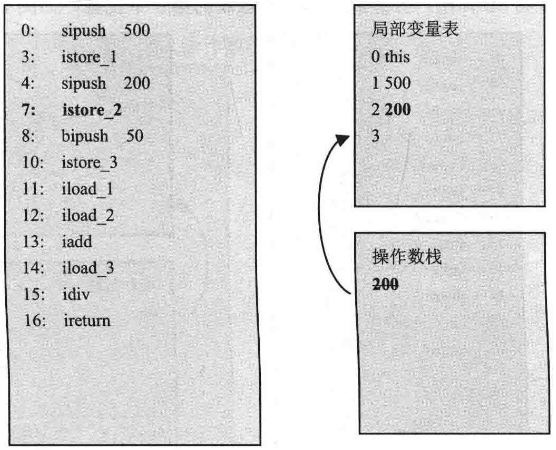 0: sipush 500
3: istore_1
4: sipush 200
7: istore_2
8: bipush 50
10: istore_3
11: iload_1
12: iload_2
13: iadd
14: iload_3
15: idiv
16: ireturn
局部变量表
0 this
1 500
2 200
3
操作数栈
200